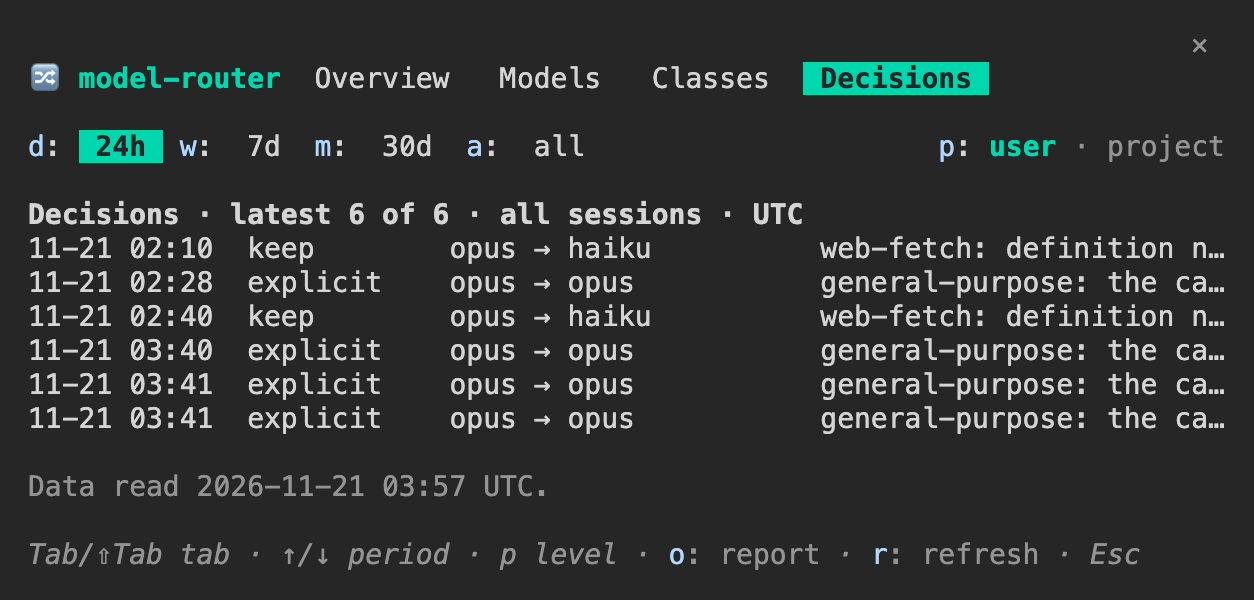 ×
🔀 model-router Overview Models Classes Decisions
d: 24h w: 7d m: 30d a: all p: user · project
Decisions · latest 6 of 6 · all sessions · UTC
11-21 02:10 keep opus → haiku web-fetch: definition n…
11-21 02:28 explicit opus → opus general-purpose: the ca…
11-21 02:40 keep opus → haiku web-fetch: definition n…
11-21 03:40 explicit opus → opus general-purpose: the ca…
11-21 03:41 explicit opus → opus general-purpose: the ca…
11-21 03:41 explicit opus → opus general-purpose: the ca…
Data read 2026-11-21 03:57 UTC.
Tab/⇧Tab tab · ↑/↓ period · p level · o: report · r: refresh · Esc